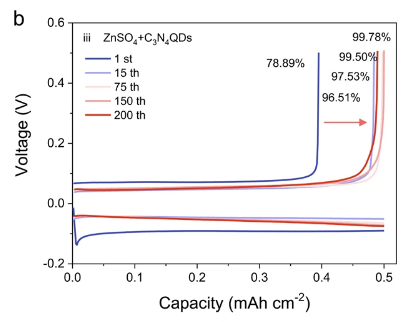 b
iii ZnSO₄+C₃N₄QDs
1 st
15 th
75 th
150 th
200 th
99.78%
99.50%
78.89%
97.53%
96.51%
Voltage (V)
0.6
0.4
0.2
0.0
-0.2
0.0 0.1 0.2 0.3 0.4 0.5
Capacity (mAh cm⁻²)